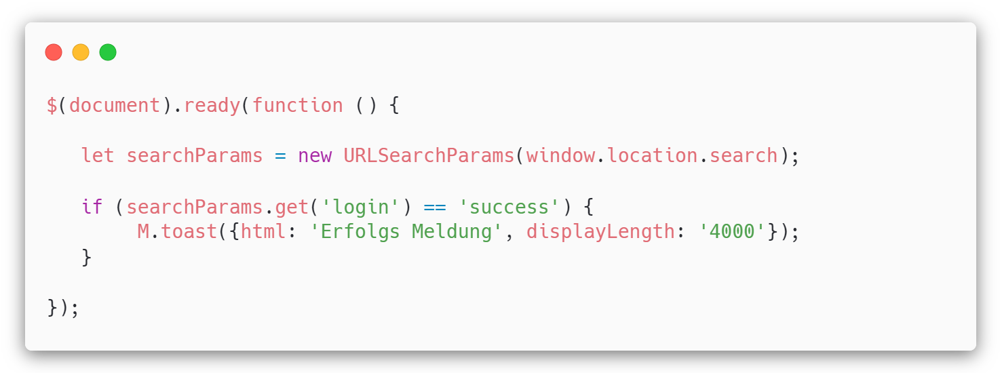 $(document).ready(function () {
let searchParams = new URLSearchParams(window.location.search);
if (searchParams.get('login') == 'success') {
M.toast({html: 'Erfolgs Meldung', displayLength: '4000'});
}
});